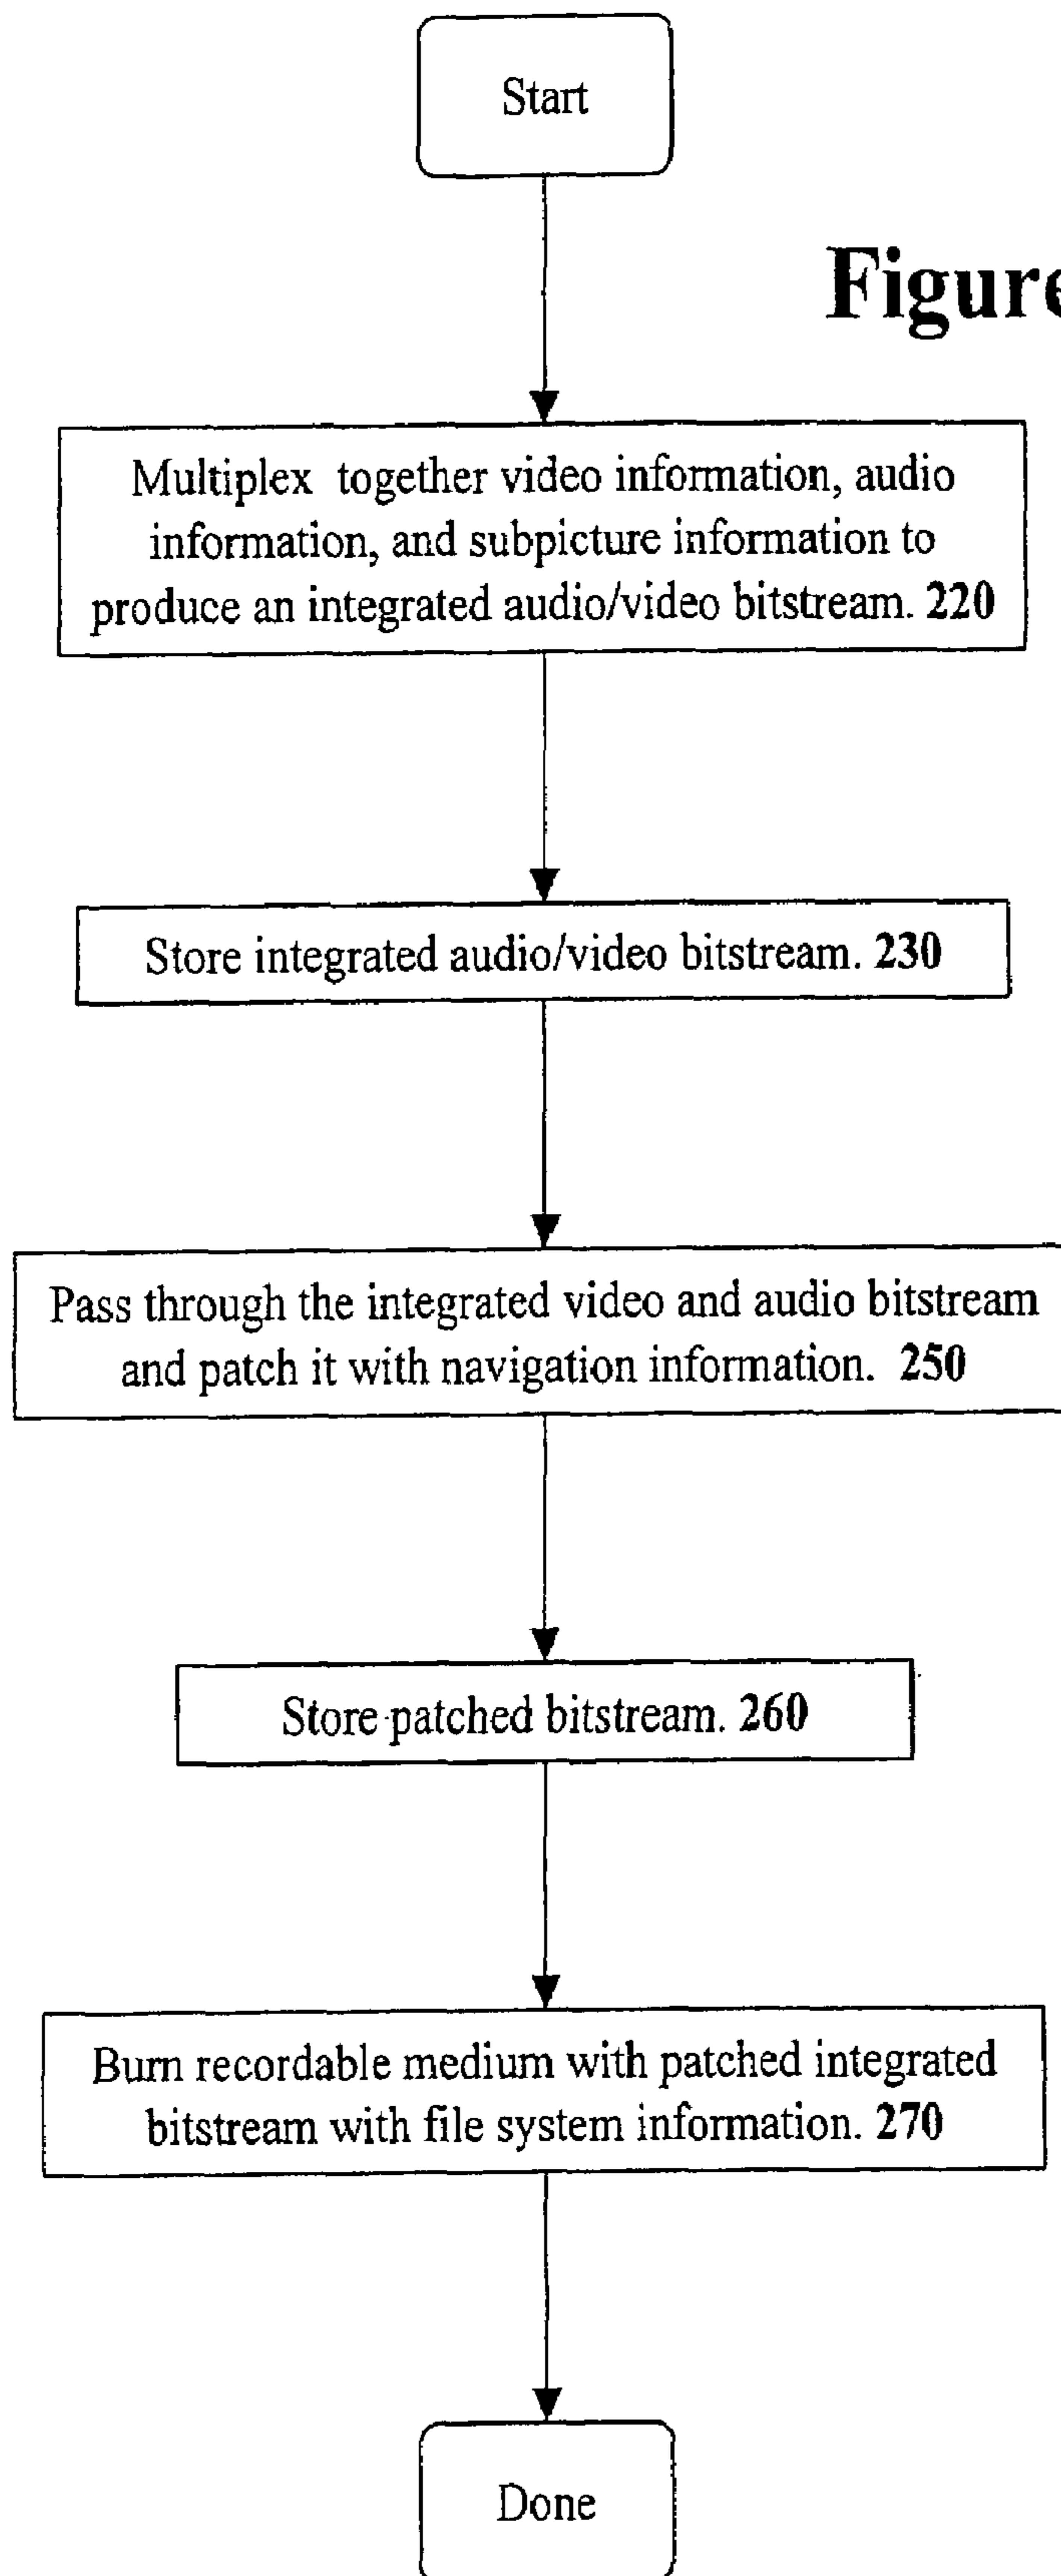 Start
Figure
Multiplex together video information, audio
information, and subpicture information to
produce an integrated audio/video bitstream. 220
Store integrated audio/video bitstream. 230
Pass through the integrated video and audio bitstream
and patch it with navigation information. 250
Store patched bitstream. 260
Burn recordable medium with patched integrated
bitstream with file system information. 270
Done